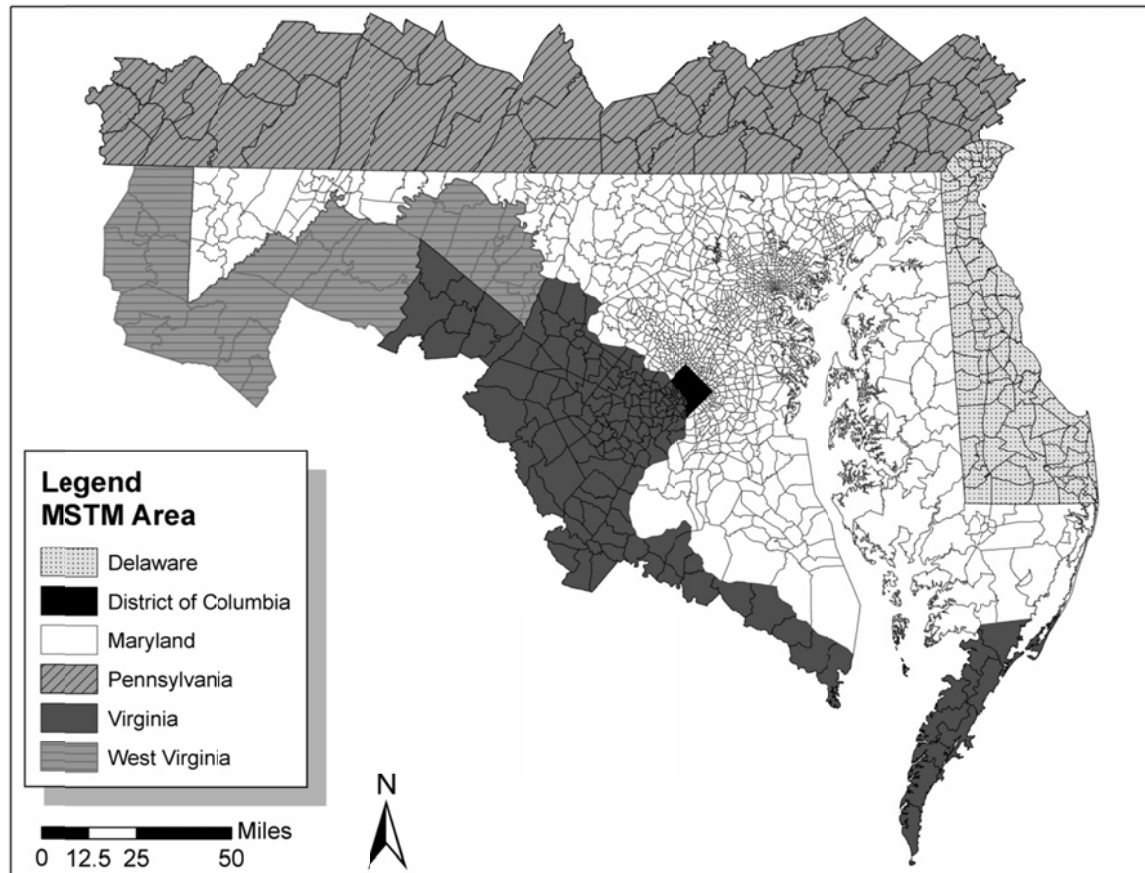 Legend
MSTM Area
Delaware
District of Columbia
Maryland
Pennsylvania
Virginia
West Virginia
N
Miles
0 12.5 25 50